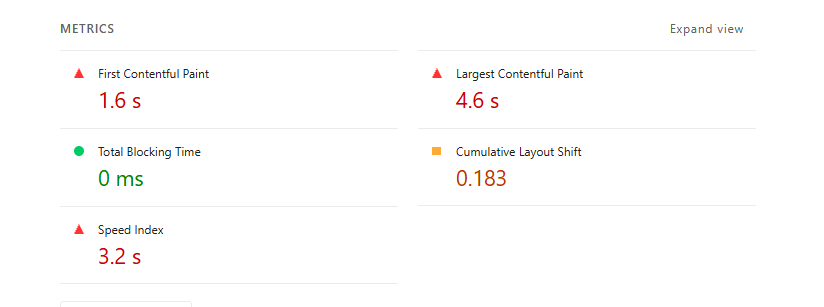 METRICS
Expand view
First Contentful Paint
1.6 s
Largest Contentful Paint
4.6 s
Total Blocking Time
0 ms
Cumulative Layout Shift
0.183
Speed Index
3.2 s